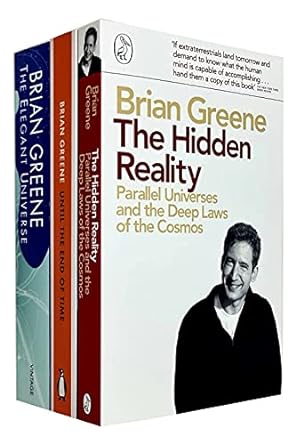 BRIAN GREENE
THE ELEGANT UNIVERSE
VINTAGE
BRIAN GREENE UNTIL THE END OF TIME
Brian
Greene
The Hidden Reality
Parallel Universes and the
Deep Laws of the Cosmos
'If extraterrestrials land tomorrow and
demand to know what the human
mind is capable of accomplishing . . .
hand them a copy of this book'
Brian Greene
The Hidden Reality
Parallel Universes
and the Deep Laws
of the Cosmos